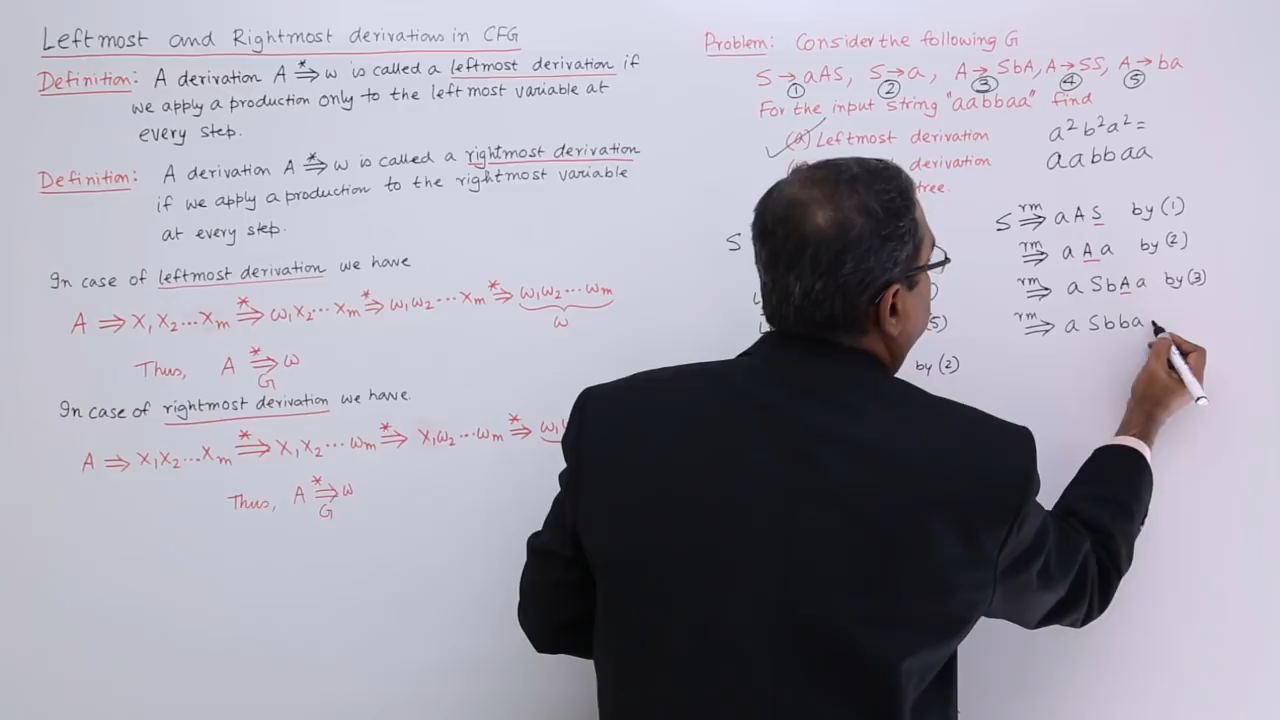 Leftmost and Rightmost derivations in CFG
Definition: A derivation A ⇒* w is called a leftmost derivation if
we apply a production only to the left most variable at
every step.
Definition: A derivation A ⇒* w is called a rightmost derivation
if we apply a production to the rightmost variable
at every step.
In case of leftmost derivation we have
A ⇒ X₁X₂...Xₘ ⇒* w₁X₂...Xₘ ⇒* w₁w₂...Xₘ ⇒* w₁w₂...wₘ
w
Thus, A ⇒*G w
In case of rightmost derivation we have.
A ⇒ X₁X₂...Xₘ ⇒* X₁X₂...wₘ ⇒* X₁w₂...wₘ ⇒* w₁
Thus, A ⇒*G w
Problem: Consider the following G
S → aAS, S → a, A → SbA, A → SS, A → ba
① ② ③ ④ ⑤
For the input string "aabbaa" find
(a) Leftmost derivation
derivation
tree.
a²b²a² =
aabbaa
S
(5)
by (2)
S ⇒rm aAS by (1)
⇒rm aAa by (2)
⇒rm aSbAa by (3)
⇒rm aSbba